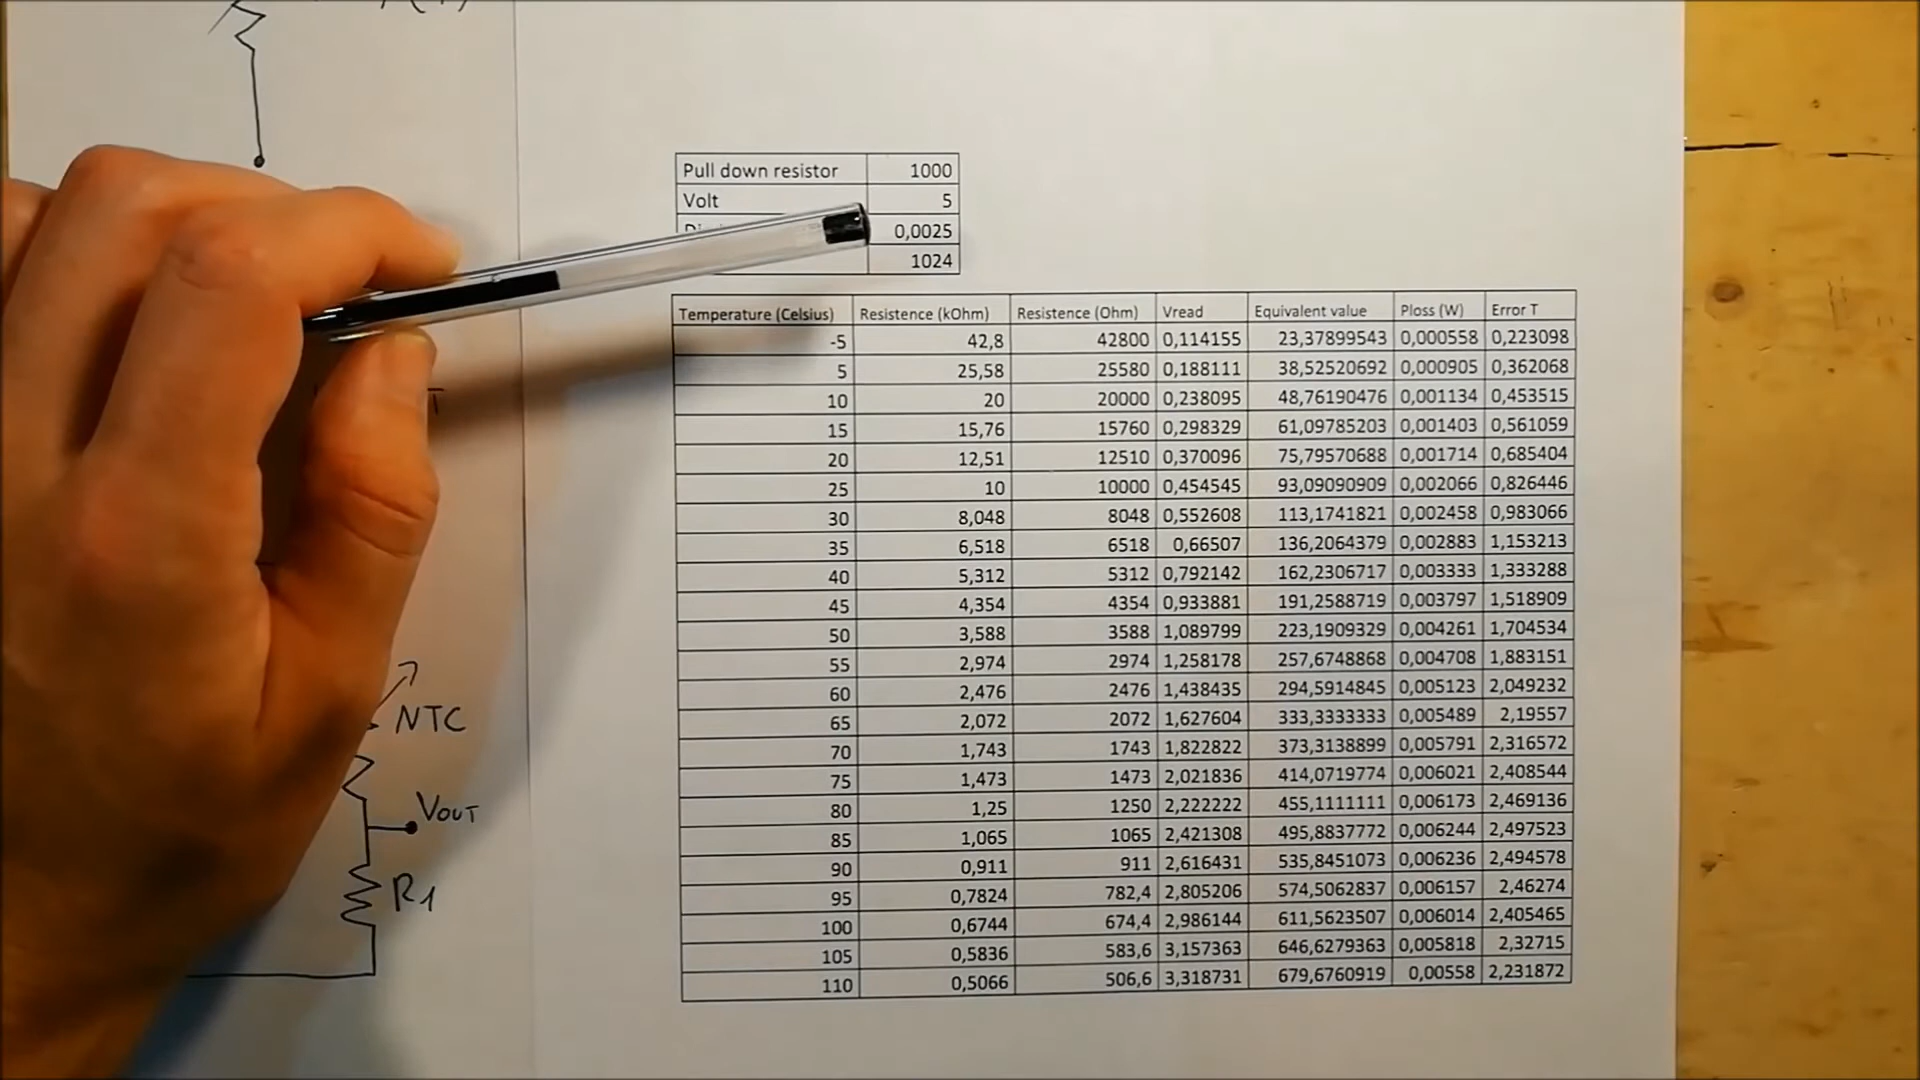 Pull down resistor 1000
Volt 5
0,0025
1024
Temperature (Celsius) Resistence (kOhm) Resistence (Ohm) Vread Equivalent value Ploss (W) Error T
-5 42,8 42800 0,114155 23,37899543 0,000558 0,223098
5 25,58 25580 0,188111 38,52520692 0,000905 0,362068
10 20 20000 0,238095 48,76190476 0,001134 0,453515
15 15,76 15760 0,298329 61,09785203 0,001403 0,561059
20 12,51 12510 0,370096 75,79570688 0,001714 0,685404
25 10 10000 0,454545 93,09090909 0,002066 0,826446
30 8,048 8048 0,552608 113,1741821 0,002458 0,983066
35 6,518 6518 0,66507 136,2064379 0,002883 1,153213
40 5,312 5312 0,792142 162,2306717 0,003333 1,333288
45 4,354 4354 0,933881 191,2588719 0,003797 1,518909
50 3,588 3588 1,089799 223,1909329 0,004261 1,704534
55 2,974 2974 1,258178 257,6748868 0,004708 1,883151
60 2,476 2476 1,438435 294,5914845 0,005123 2,049232
65 2,072 2072 1,627604 333,3333333 0,005489 2,19557
70 1,743 1743 1,822822 373,3138899 0,005791 2,316572
75 1,473 1473 2,021836 414,0719774 0,006021 2,408544
80 1,25 1250 2,222222 455,1111111 0,006173 2,469136
85 1,065 1065 2,421308 495,8837772 0,006244 2,497523
90 0,911 911 2,616431 535,8451073 0,006236 2,494578
95 0,7824 782,4 2,805206 574,5062837 0,006157 2,46274
100 0,6744 674,4 2,986144 611,5623507 0,006014 2,405465
105 0,5836 583,6 3,157363 646,6279363 0,005818 2,32715
110 0,5066 506,6 3,318731 679,6760919 0,00558 2,231872
NTC
VOUT
R1